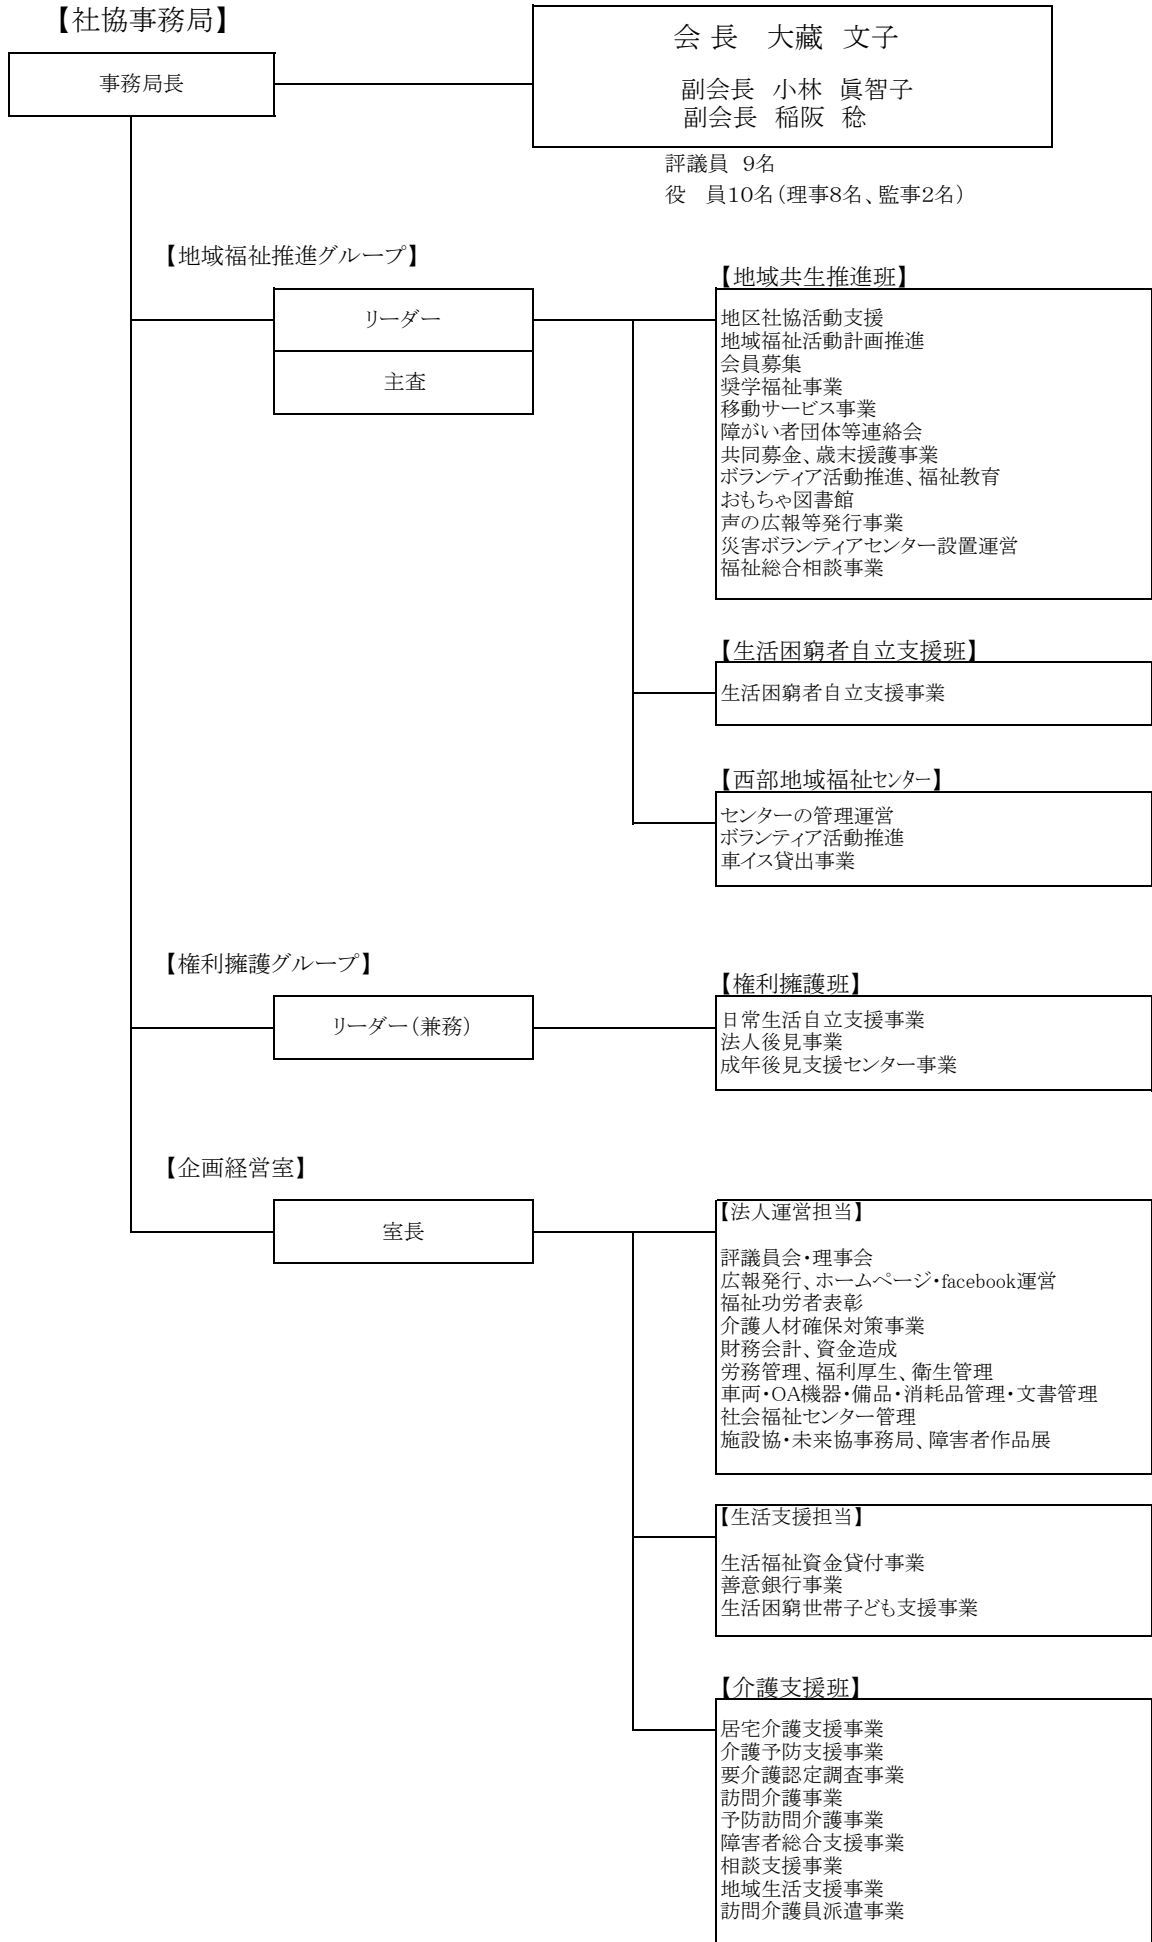 【社協事務局】
会 長　大藏　文子
事務局長
副会長　小林　眞智子
副会長　稲阪　稔
評議員　9名
役　員10名（理事8名、監事2名）
【地域福祉推進グループ】
リーダー
主査
【地域共生推進班】
地区社協活動支援
地域福祉活動計画推進
会員募集
奨学福祉事業
移動サービス事業
障がい者団体等連絡会
共同募金、歳末援護事業
ボランティア活動推進、福祉教育
おもちゃ図書館
声の広報等発行事業
災害ボランティアセンター設置運営
福祉総合相談事業
【生活困窮者自立支援班】
生活困窮者自立支援事業
【西部地域福祉センター】
センターの管理運営
ボランティア活動推進
車イス貸出事業
【権利擁護グループ】
リーダー（兼務）
【権利擁護班】
日常生活自立支援事業
法人後見事業
成年後見支援センター事業
【企画経営室】
室長
【法人運営担当】
評議員会・理事会
広報発行、ホームページ・facebook運営
福祉功労者表彰
介護人材確保対策事業
財務会計、資金造成
労務管理、福利厚生、衛生管理
車両・OA機器・備品・消耗品管理・文書管理
社会福祉センター管理
施設協・未来協事務局、障害者作品展
【生活支援担当】
生活福祉資金貸付事業
善意銀行事業
生活困窮世帯子ども支援事業
【介護支援班】
居宅介護支援事業
介護予防支援事業
要介護認定調査事業
訪問介護事業
予防訪問介護事業
障害者総合支援事業
相談支援事業
地域生活支援事業
訪問介護員派遣事業